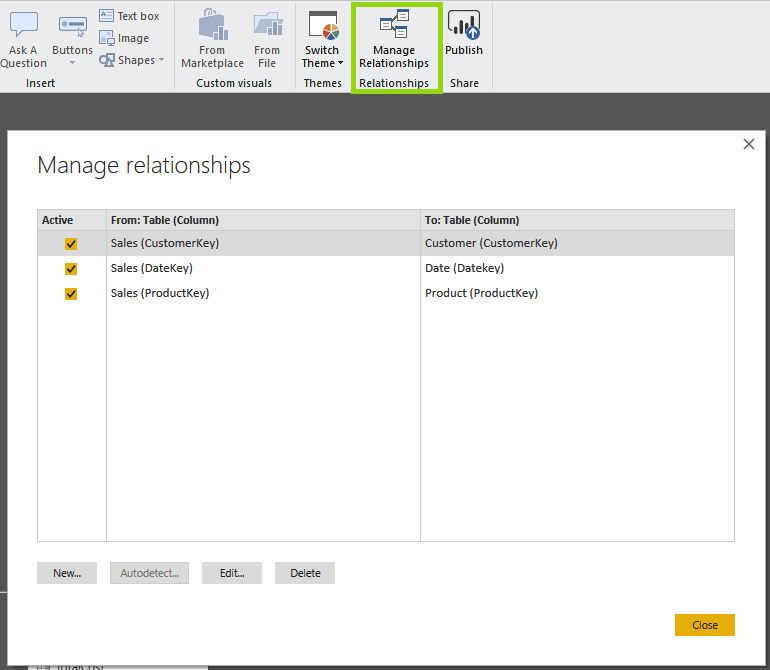 Ask A
Question
Buttons
Text box
Image
Shapes
Insert
From
Marketplace
From
File
Custom visuals
Switch
Theme
Themes
Manage
Relationships
Relationships
Publish
Share
Manage relationships
Active From: Table (Column) To: Table (Column)
Sales (CustomerKey) Customer (CustomerKey)
Sales (DateKey) Date (Datekey)
Sales (ProductKey) Product (ProductKey)
New... Autodetect... Edit... Delete
Close
TotalCost